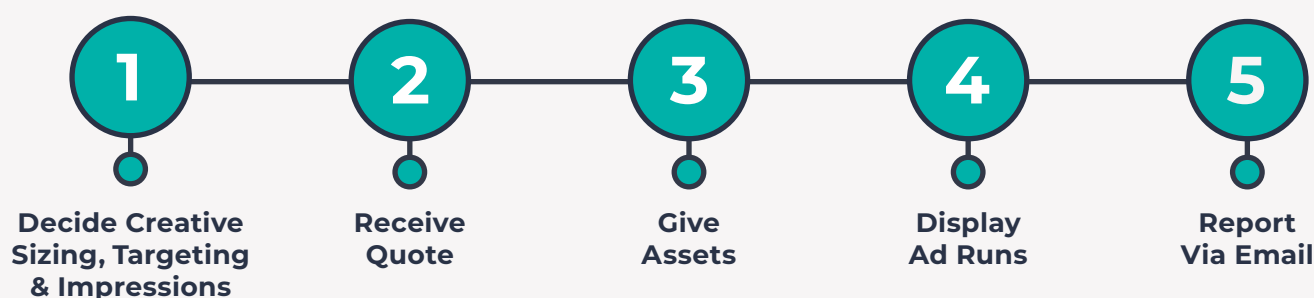 1
2
3
4
5
Decide Creative
Sizing, Targeting
& Impressions
Receive
Quote
Give
Assets
Display
Ad Runs
Report
Via Email